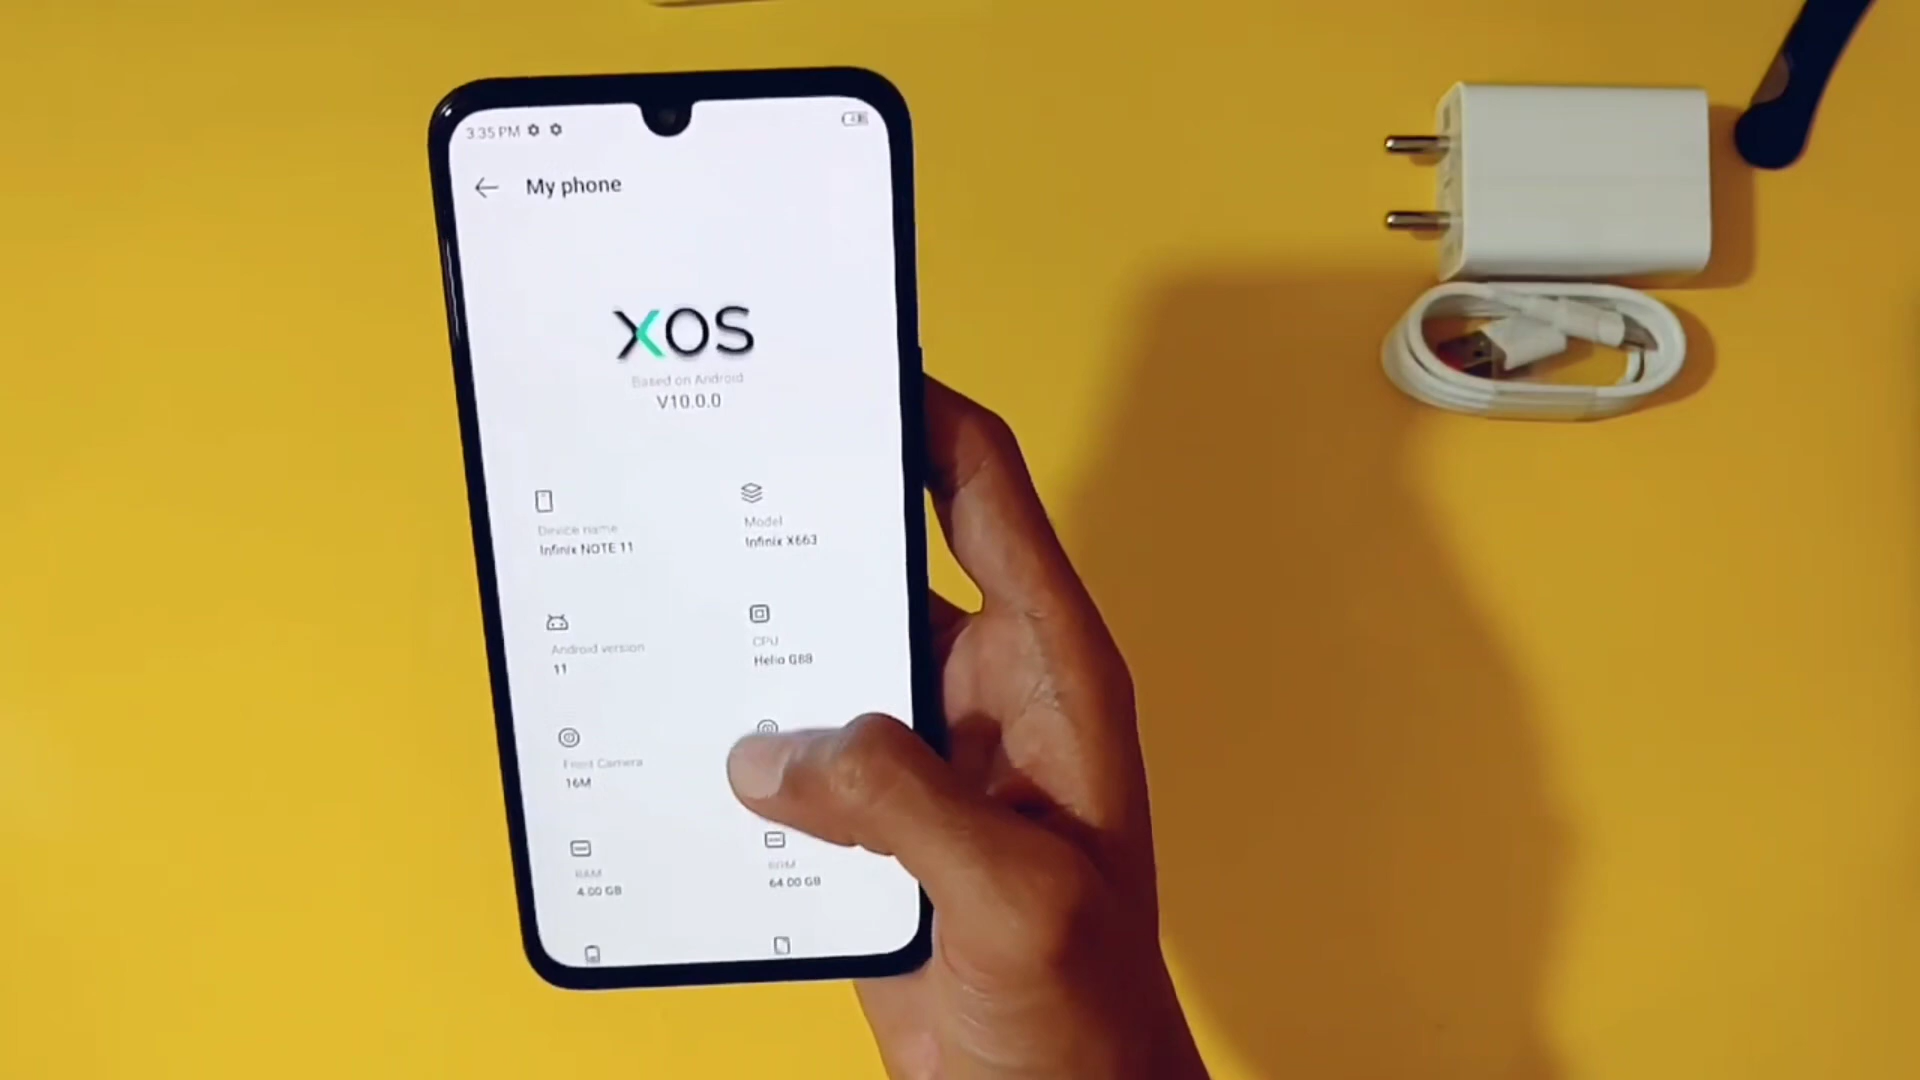 3:35 PM
My phone
XOS
Based on Android
V10.0.0
Device name
Infinix NOTE 11
Model
Infinix X663
Android version
11
CPU
Helio G88
Front Camera
16M
RAM
4.00 GB
ROM
64.00 GB